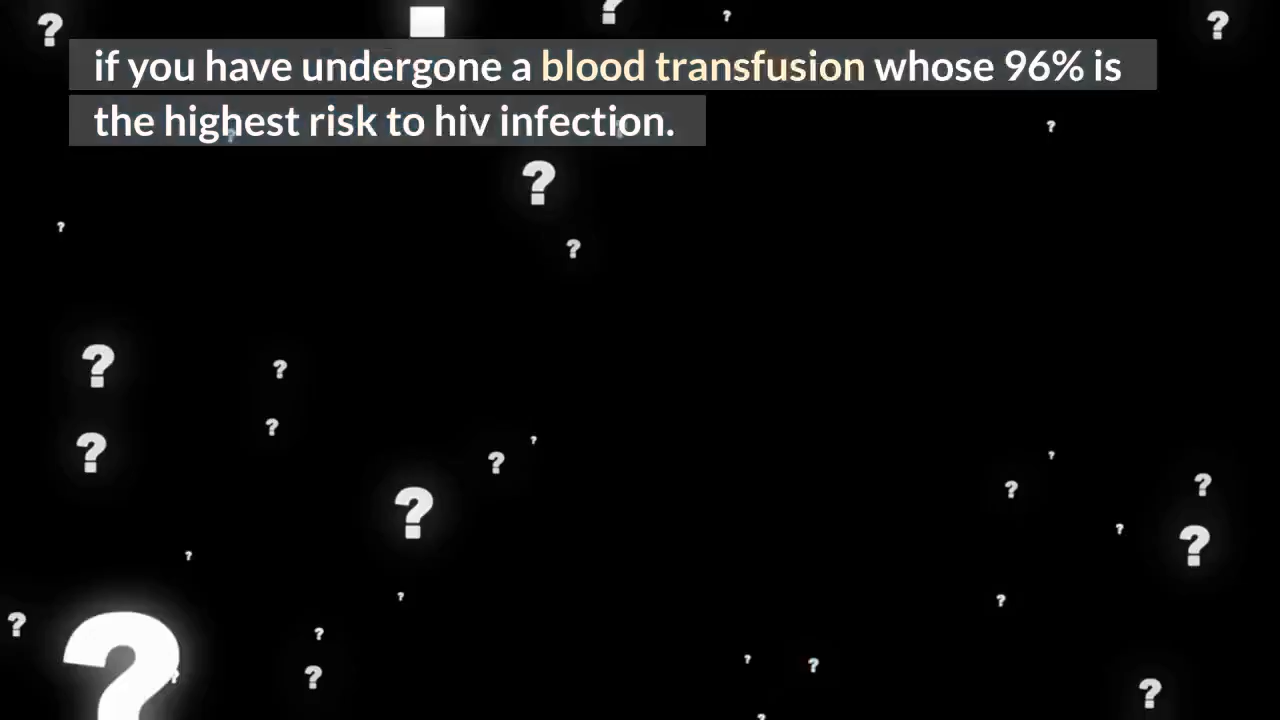 if you have undergone a blood transfusion whose 96% is
the highest risk to hiv infection.